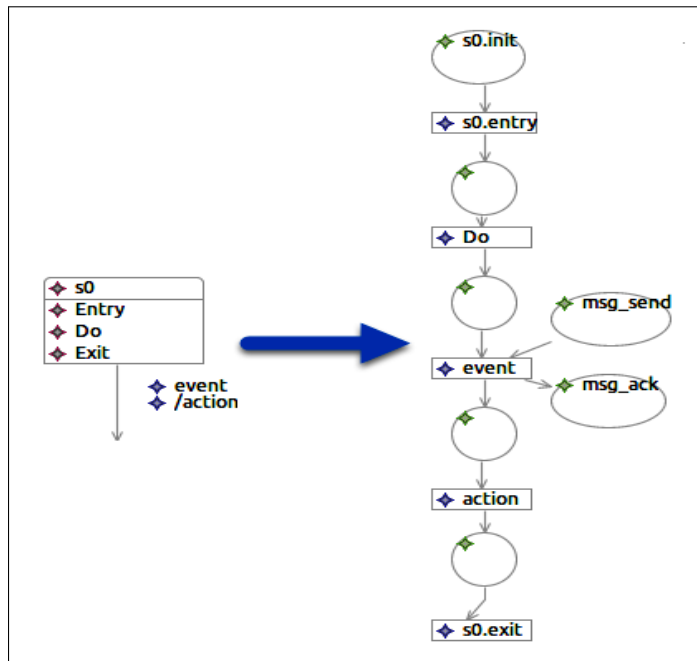 s0
Entry
Do
Exit
event
/action
s0.init
s0.entry
Do
msg_send
event
msg_ack
action
s0.exit